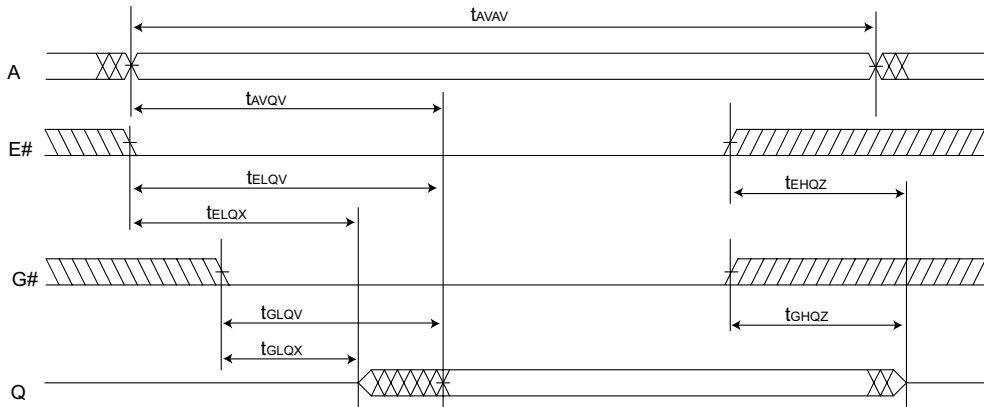 tAVAV
A
tAVQV
E#
tELQV
tEHQZ
tELQX
G#
tGLQV
tGHQZ
tGLQX
Q